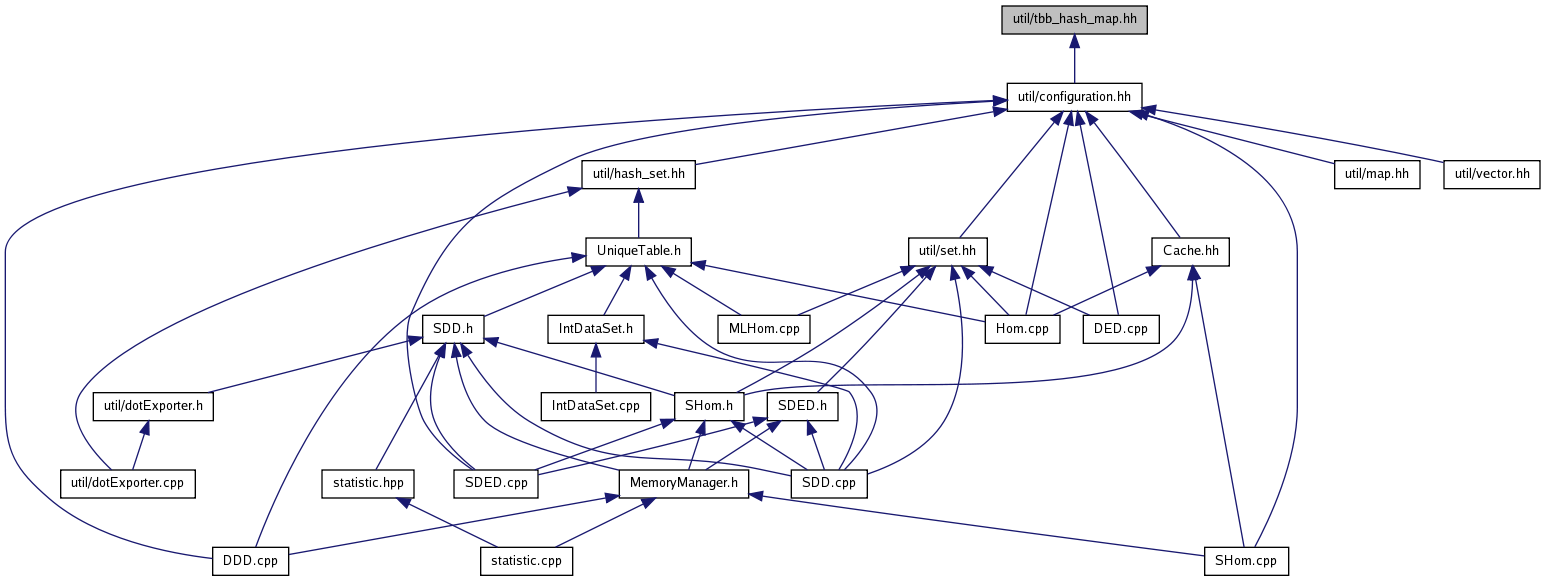 util/tbb_hash_map.hh
util/configuration.hh
util/hash_set.hh
util/map.hh
util/vector.hh
UniqueTable.h
util/set.hh
Cache.hh
SDD.h
IntDataSet.h
MLHom.cpp
Hom.cpp
DED.cpp
util/dotExporter.h
IntDataSet.cpp
SHom.h
SDED.h
util/dotExporter.cpp
statistic.hpp
SDED.cpp
MemoryManager.h
SDD.cpp
DDD.cpp
statistic.cpp
SHom.cpp